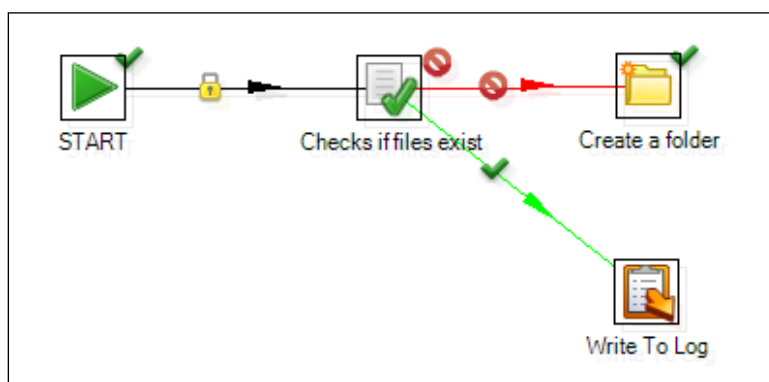 START
Checks if files exist
Create a folder
Write To Log